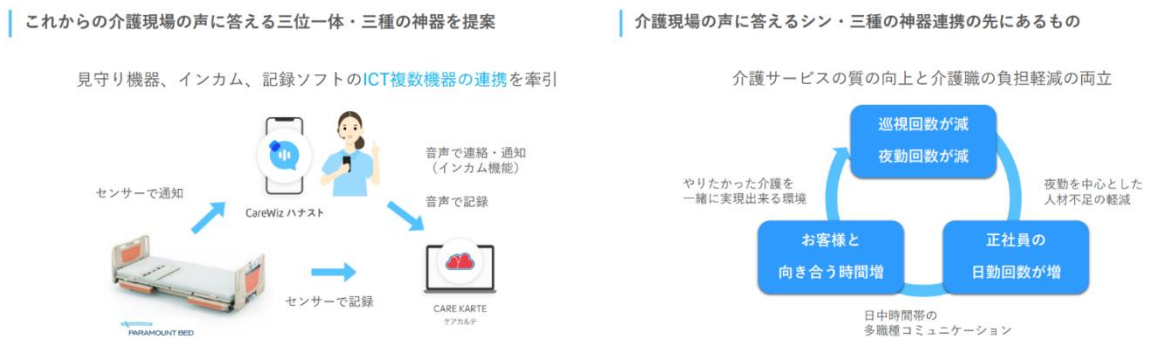 これからの介護現場の声に答える三位一体・三種の神器を提案
見守り機器、インカム、記録ソフトのICT複数機器の連携を牽引
音声で連絡・通知
（インカム機能）
センサーで通知
音声で記録
CareWiz ハナスト
センサーで記録
CARE KARTE
ケアカルテ
PARAMOUNT BED
介護現場の声に答えるシン・三種の神器連携の先にあるもの
介護サービスの質の向上と介護職の負担軽減の両立
巡視回数が減
夜勤回数が減
やりたかった介護を
一緒に実現出来る環境
夜勤を中心とした
人材不足の軽減
お客様と
向き合う時間増
正社員の
日勤回数が増
日中時間帯の
多職種コミュニケーション